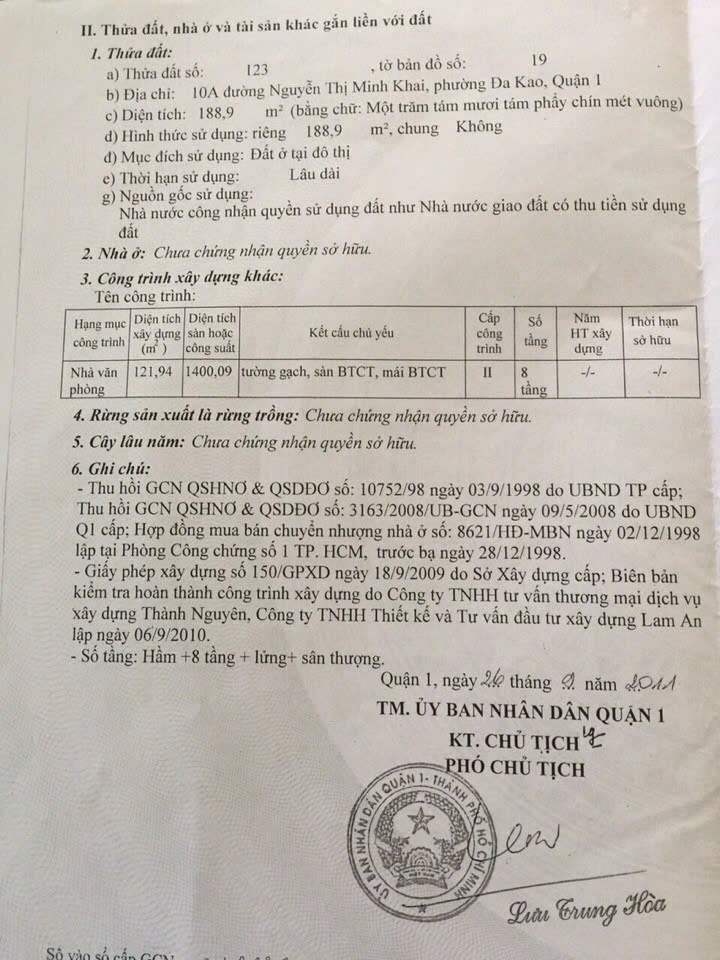 II. Thửa đất, nhà ở và tài sản khác gắn liền với đất
1. Thửa đất:
a) Thửa đất số: 123 , tờ bản đồ số: 19
b) Địa chỉ: 10A đường Nguyễn Thị Minh Khai, phường Đa Kao, Quận 1
c) Diện tích: 188,9 m² (bằng chữ: Một trăm tám mươi tám phẩy chín mét vuông)
d) Hình thức sử dụng: riêng 188,9 m², chung Không
đ) Mục đích sử dụng: Đất ở tại đô thị
e) Thời hạn sử dụng: Lâu dài
g) Nguồn gốc sử dụng:
Nhà nước công nhận quyền sử dụng đất như Nhà nước giao đất có thu tiền sử dụng
đất
2. Nhà ở: Chưa chứng nhận quyền sở hữu.
3. Công trình xây dựng khác:
Tên công trình:
Hạng mục công trình | Diện tích xây dựng (m²) | Diện tích sàn hoặc công suất | Kết cấu chủ yếu | Cấp công trình | Số tầng | Năm HT xây dựng | Thời hạn sở hữu
Nhà văn phòng | 121,94 | 1400,09 | tường gạch, sàn BTCT, mái BTCT | II | 8 tầng | -/- | -/-
4. Rừng sản xuất là rừng trồng: Chưa chứng nhận quyền sở hữu.
5. Cây lâu năm: Chưa chứng nhận quyền sở hữu.
6. Ghi chú:
- Thu hồi GCN QSHNƠ & QSDĐƠ số: 10752/98 ngày 03/9/1998 do UBND TP cấp;
Thu hồi GCN QSHNƠ & QSDĐƠ số: 3163/2008/UB-GCN ngày 09/5/2008 do UBND
Q1 cấp; Hợp đồng mua bán chuyển nhượng nhà ở số: 8621/HĐ-MBN ngày 02/12/1998
lập tại Phòng Công chứng số 1 TP. HCM, trước bạ ngày 28/12/1998.
- Giấy phép xây dựng số 150/GPXD ngày 18/9/2009 do Sở Xây dựng cấp; Biên bản
kiểm tra hoàn thành công trình xây dựng do Công ty TNHH tư vấn thương mại dịch vụ
xây dựng Thành Nguyên, Công ty TNHH Thiết kế và Tư vấn đầu tư xây dựng Lam An
lập ngày 06/9/2010.
- Số tầng: Hầm +8 tầng + lửng+ sân thượng.
Quận 1, ngày 26 tháng 9 năm 2011
TM. ỦY BAN NHÂN DÂN QUẬN 1
KT. CHỦ TỊCH
PHÓ CHỦ TỊCH
ỦY BAN NHÂN DÂN QUẬN 1 - THÀNH PHỐ HỒ CHÍ MINH
Lưu Trung Hòa
Số vào sổ cấp GCN